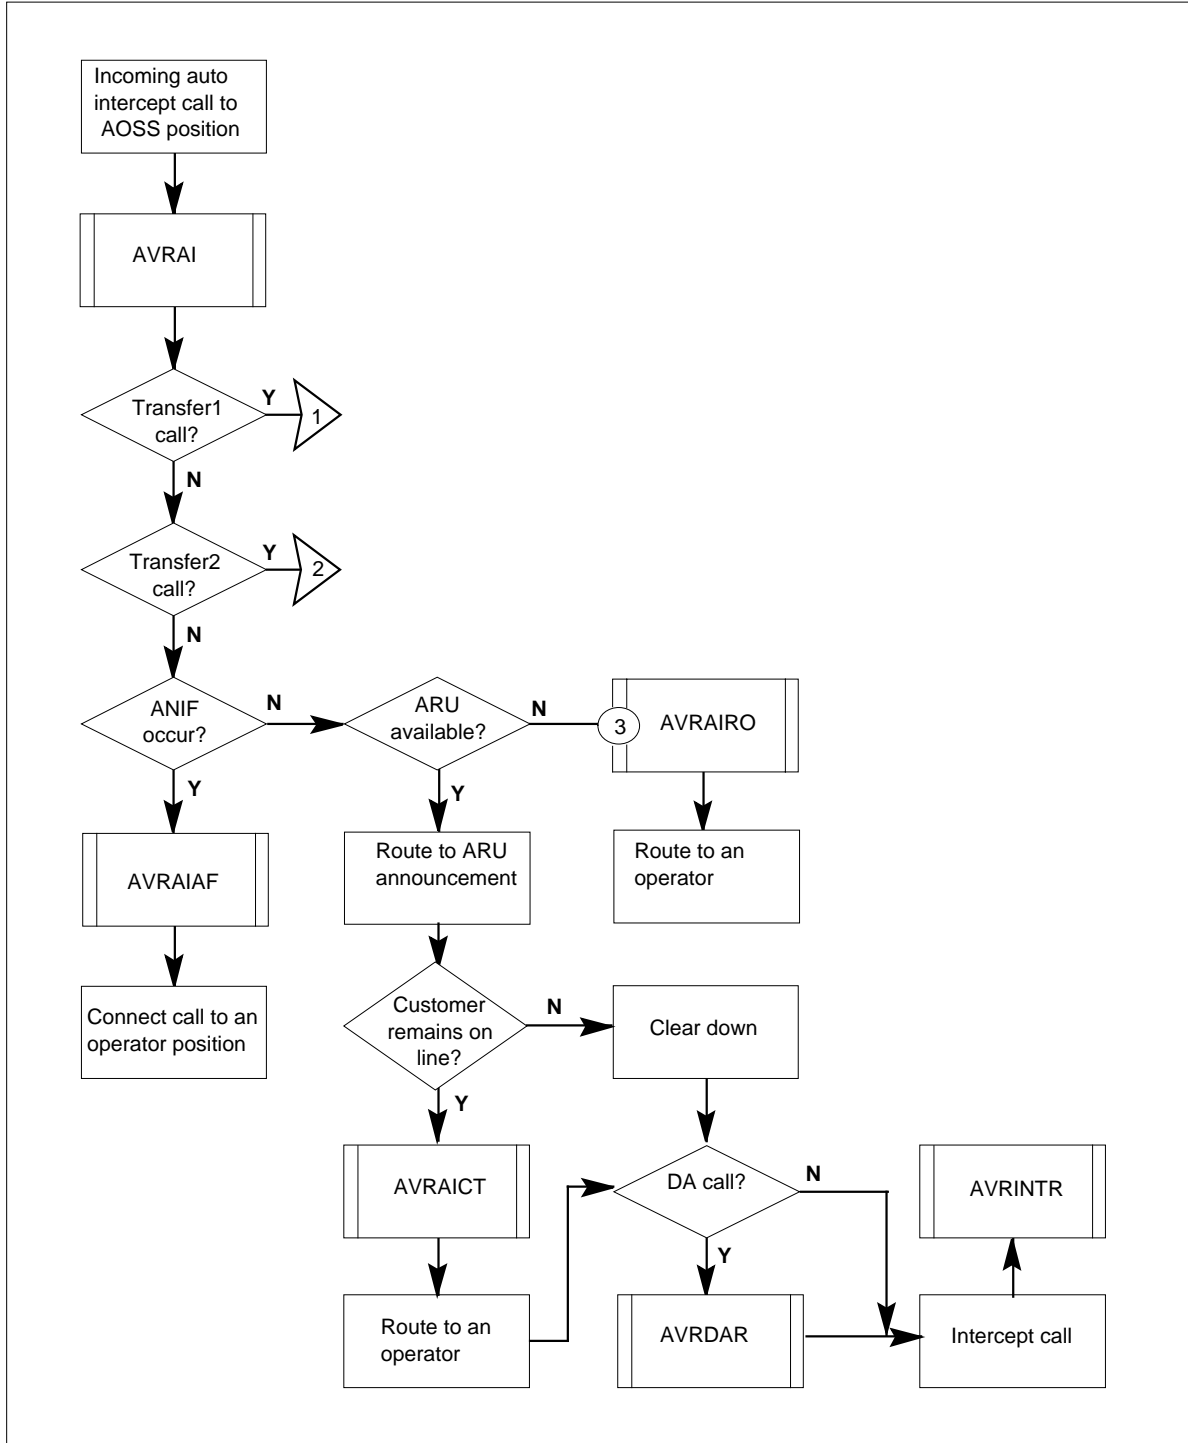 Incoming auto
intercept call to
AOSS position
AVRAI
Transfer1
call?
Y
1
N
Transfer2
call?
Y
2
N
ANIF
occur?
N
ARU
available?
N
3
AVRAIRO
Y
Y
AVRAIAF
Route to ARU
announcement
Route to an
operator
Connect call to an
operator position
Customer
remains on
line?
N
Clear down
Y
AVRAICT
DA call?
N
AVRINTR
Y
Route to an
operator
AVRDAR
Intercept call